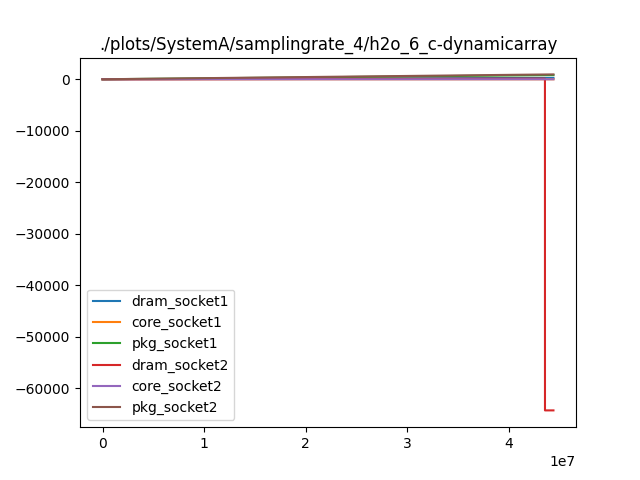 ./plots/SystemA/samplingrate_4/h2o_6_c-dynamicarray
0
−10000
−20000
−30000
−40000
−50000
−60000
dram_socket1
core_socket1
pkg_socket1
dram_socket2
core_socket2
pkg_socket2
0 1 2 3 4
1e7